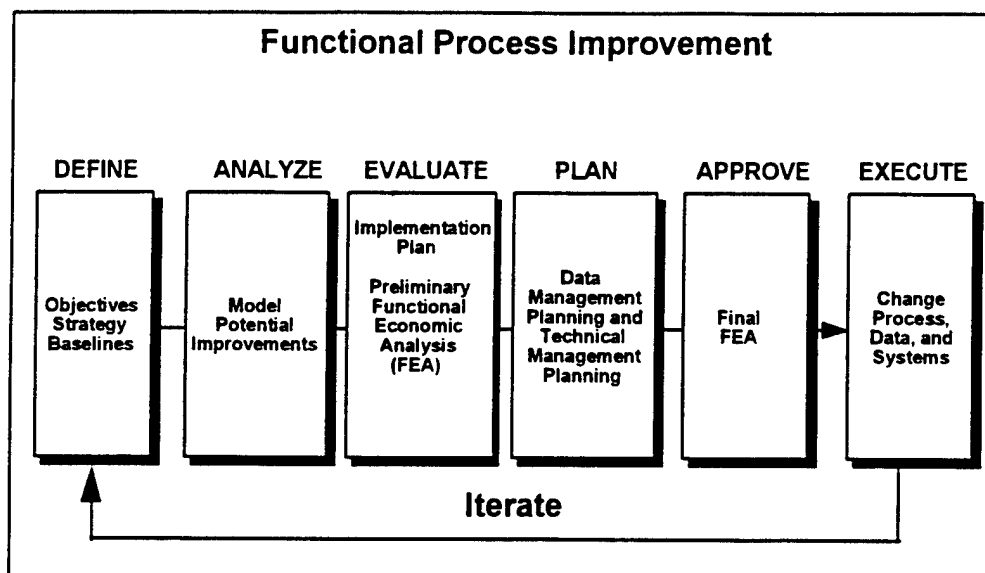 Functional Process Improvement
DEFINE
Objectives
Strategy
Baselines
ANALYZE
Model
Potential
Improvements
EVALUATE
Implementation
Plan
Preliminary
Functional
Economic
Analysis
(FEA)
PLAN
Data
Management
Planning and
Technical
Management
Planning
APPROVE
Final
FEA
EXECUTE
Change
Process,
Data, and
Systems
Iterate